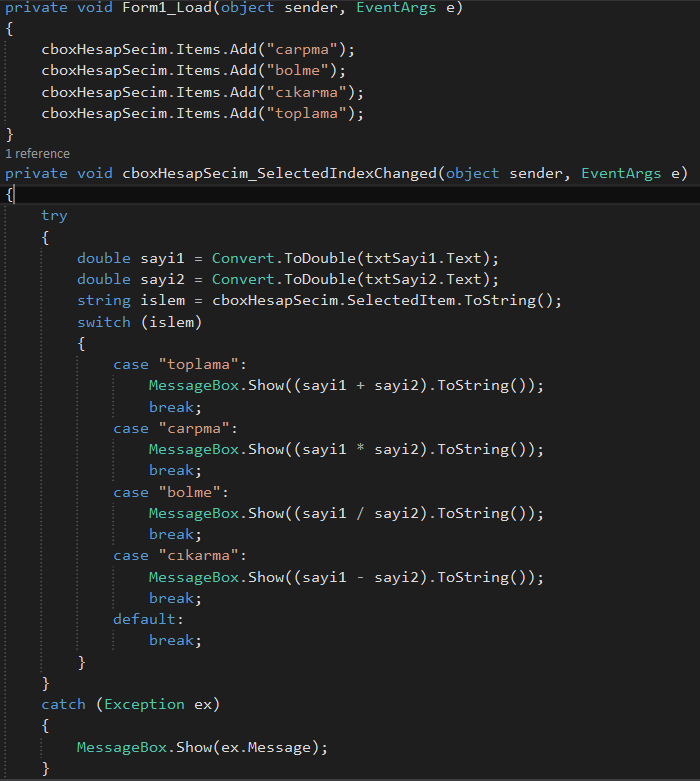 private void Form1_Load(object sender, EventArgs e)
{
cboxHesapSecim.Items.Add("carpma");
cboxHesapSecim.Items.Add("bolme");
cboxHesapSecim.Items.Add("cıkarma");
cboxHesapSecim.Items.Add("toplama");
}
1 reference
private void cboxHesapSecim_SelectedIndexChanged(object sender, EventArgs e)
{
try
{
double sayi1 = Convert.ToDouble(txtSayi1.Text);
double sayi2 = Convert.ToDouble(txtSayi2.Text);
string islem = cboxHesapSecim.SelectedItem.ToString();
switch (islem)
{
case "toplama":
MessageBox.Show((sayi1 + sayi2).ToString());
break;
case "carpma":
MessageBox.Show((sayi1 * sayi2).ToString());
break;
case "bolme":
MessageBox.Show((sayi1 / sayi2).ToString());
break;
case "cıkarma":
MessageBox.Show((sayi1 - sayi2).ToString());
break;
default:
break;
}
}
catch (Exception ex)
{
MessageBox.Show(ex.Message);
}